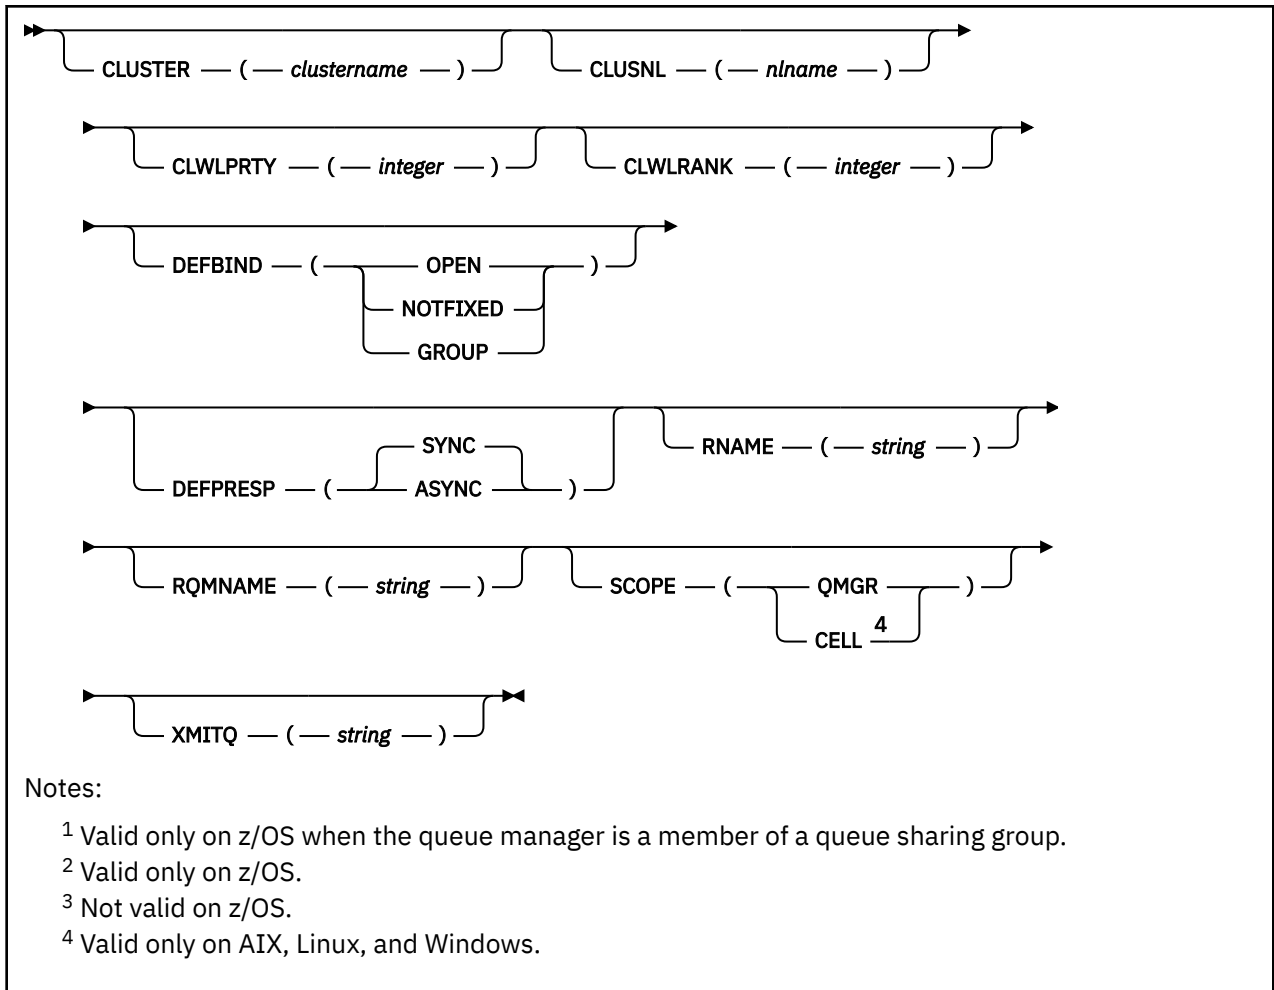 CLUSTER ( clustername ) CLUSNL ( nlname )
CLWLPRTY ( integer ) CLWLRANK ( integer )
DEFBIND ( OPEN )
NOTFIXED
GROUP
SYNC
DEFPRESP ( ASYNC )
RNAME ( string )
RQMNAME ( string ) SCOPE ( QMGR )
CELL 4
XMITQ ( string )
Notes:
1 Valid only on z/OS when the queue manager is a member of a queue sharing group.
2 Valid only on z/OS.
3 Not valid on z/OS.
4 Valid only on AIX, Linux, and Windows.